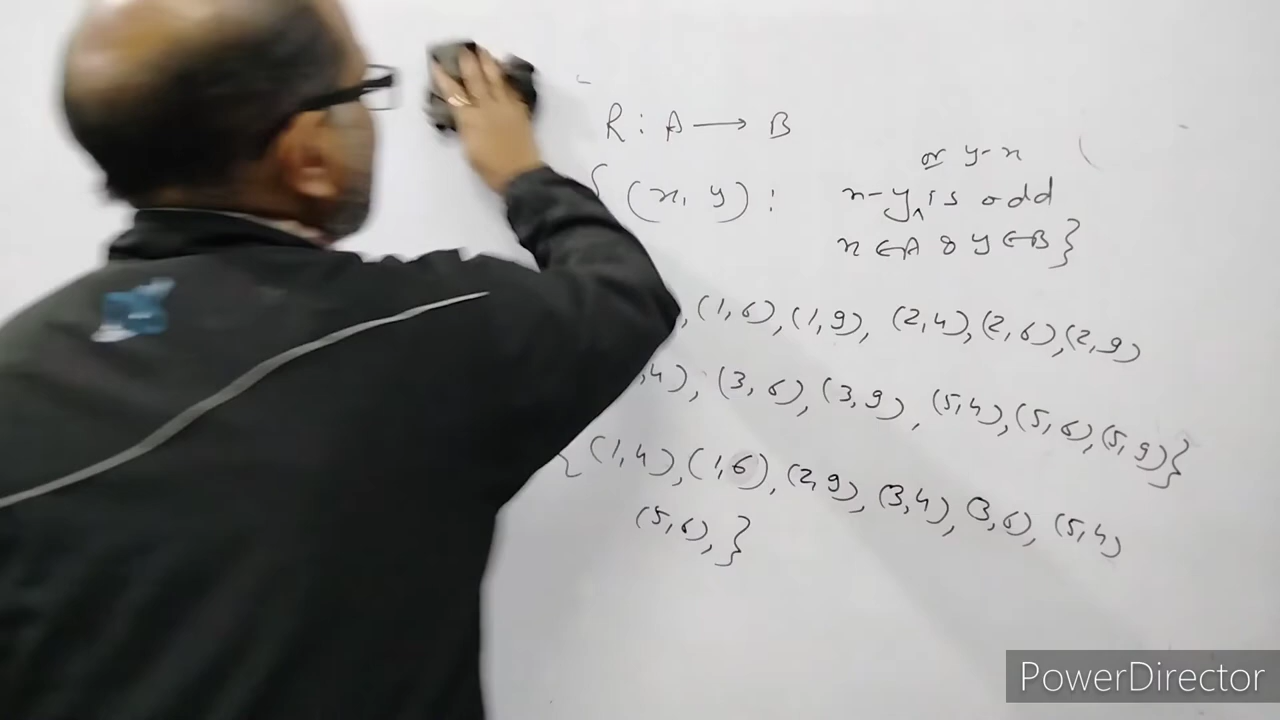 R : A → B
or y-x
{ (x, y) : x-y ‸ is odd
x ∈ A & y ∈ B }
, (1,6), (1,9), (2,4), (2,6), (2,9)
,4), (3,6), (3,9), (5,4), (5,6), (5,9)}
{(1,4), (1,6), (2,9), (3,4), (3,6), (5,4)
(5,6), }
PowerDirector